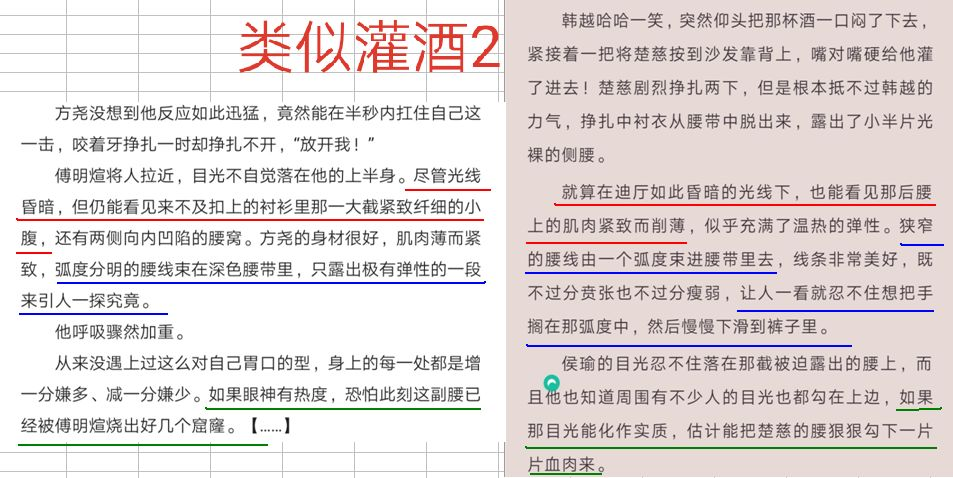 类似灌酒2
方尧没想到他反应如此迅猛，竟然能在半秒内扛住自己这
一击，咬着牙挣扎一时却挣扎不开，“放开我！”
傅明煊将人拉近，目光不自觉落在他的上半身。尽管光线
昏暗，但仍能看见来不及扣上的衬衫里那一大截紧致纤细的小
腹，还有两侧向内凹陷的腰窝。方尧的身材很好，肌肉薄而紧
致，弧度分明的腰线束在深色腰带里，只露出极有弹性的一段
来引人一探究竟。
他呼吸骤然加重。
从来没遇上过这么对自己胃口的型，身上的每一处都是增
一分嫌多、减一分嫌少。如果眼神有热度，恐怕此刻这副腰已
经被傅明煊烧出好几个窟窿。【……】
韩越哈哈一笑，突然仰头把那杯酒一口闷了下去，
紧接着一把将楚慈按到沙发靠背上，嘴对嘴硬给他灌
了进去！楚慈剧烈挣扎两下，但是根本抵不过韩越的
力气，挣扎中衬衣从腰带中脱出来，露出了小半片光
裸的侧腰。
就算在迪厅如此昏暗的光线下，也能看见那后腰
上的肌肉紧致而削薄，似乎充满了温热的弹性。狭窄
的腰线由一个弧度束进腰带里去，线条非常美好，既
不过分贲张也不过分瘦弱，让人一看就忍不住想把手
搁在那弧度中，然后慢慢下滑到裤子里。
侯瑜的目光忍不住落在那截被迫露出的腰上，而
且他也知道周围有不少人的目光也都勾在上边，如果
那目光能化作实质，估计能把楚慈的腰狠狠勾下一片
片血肉来。